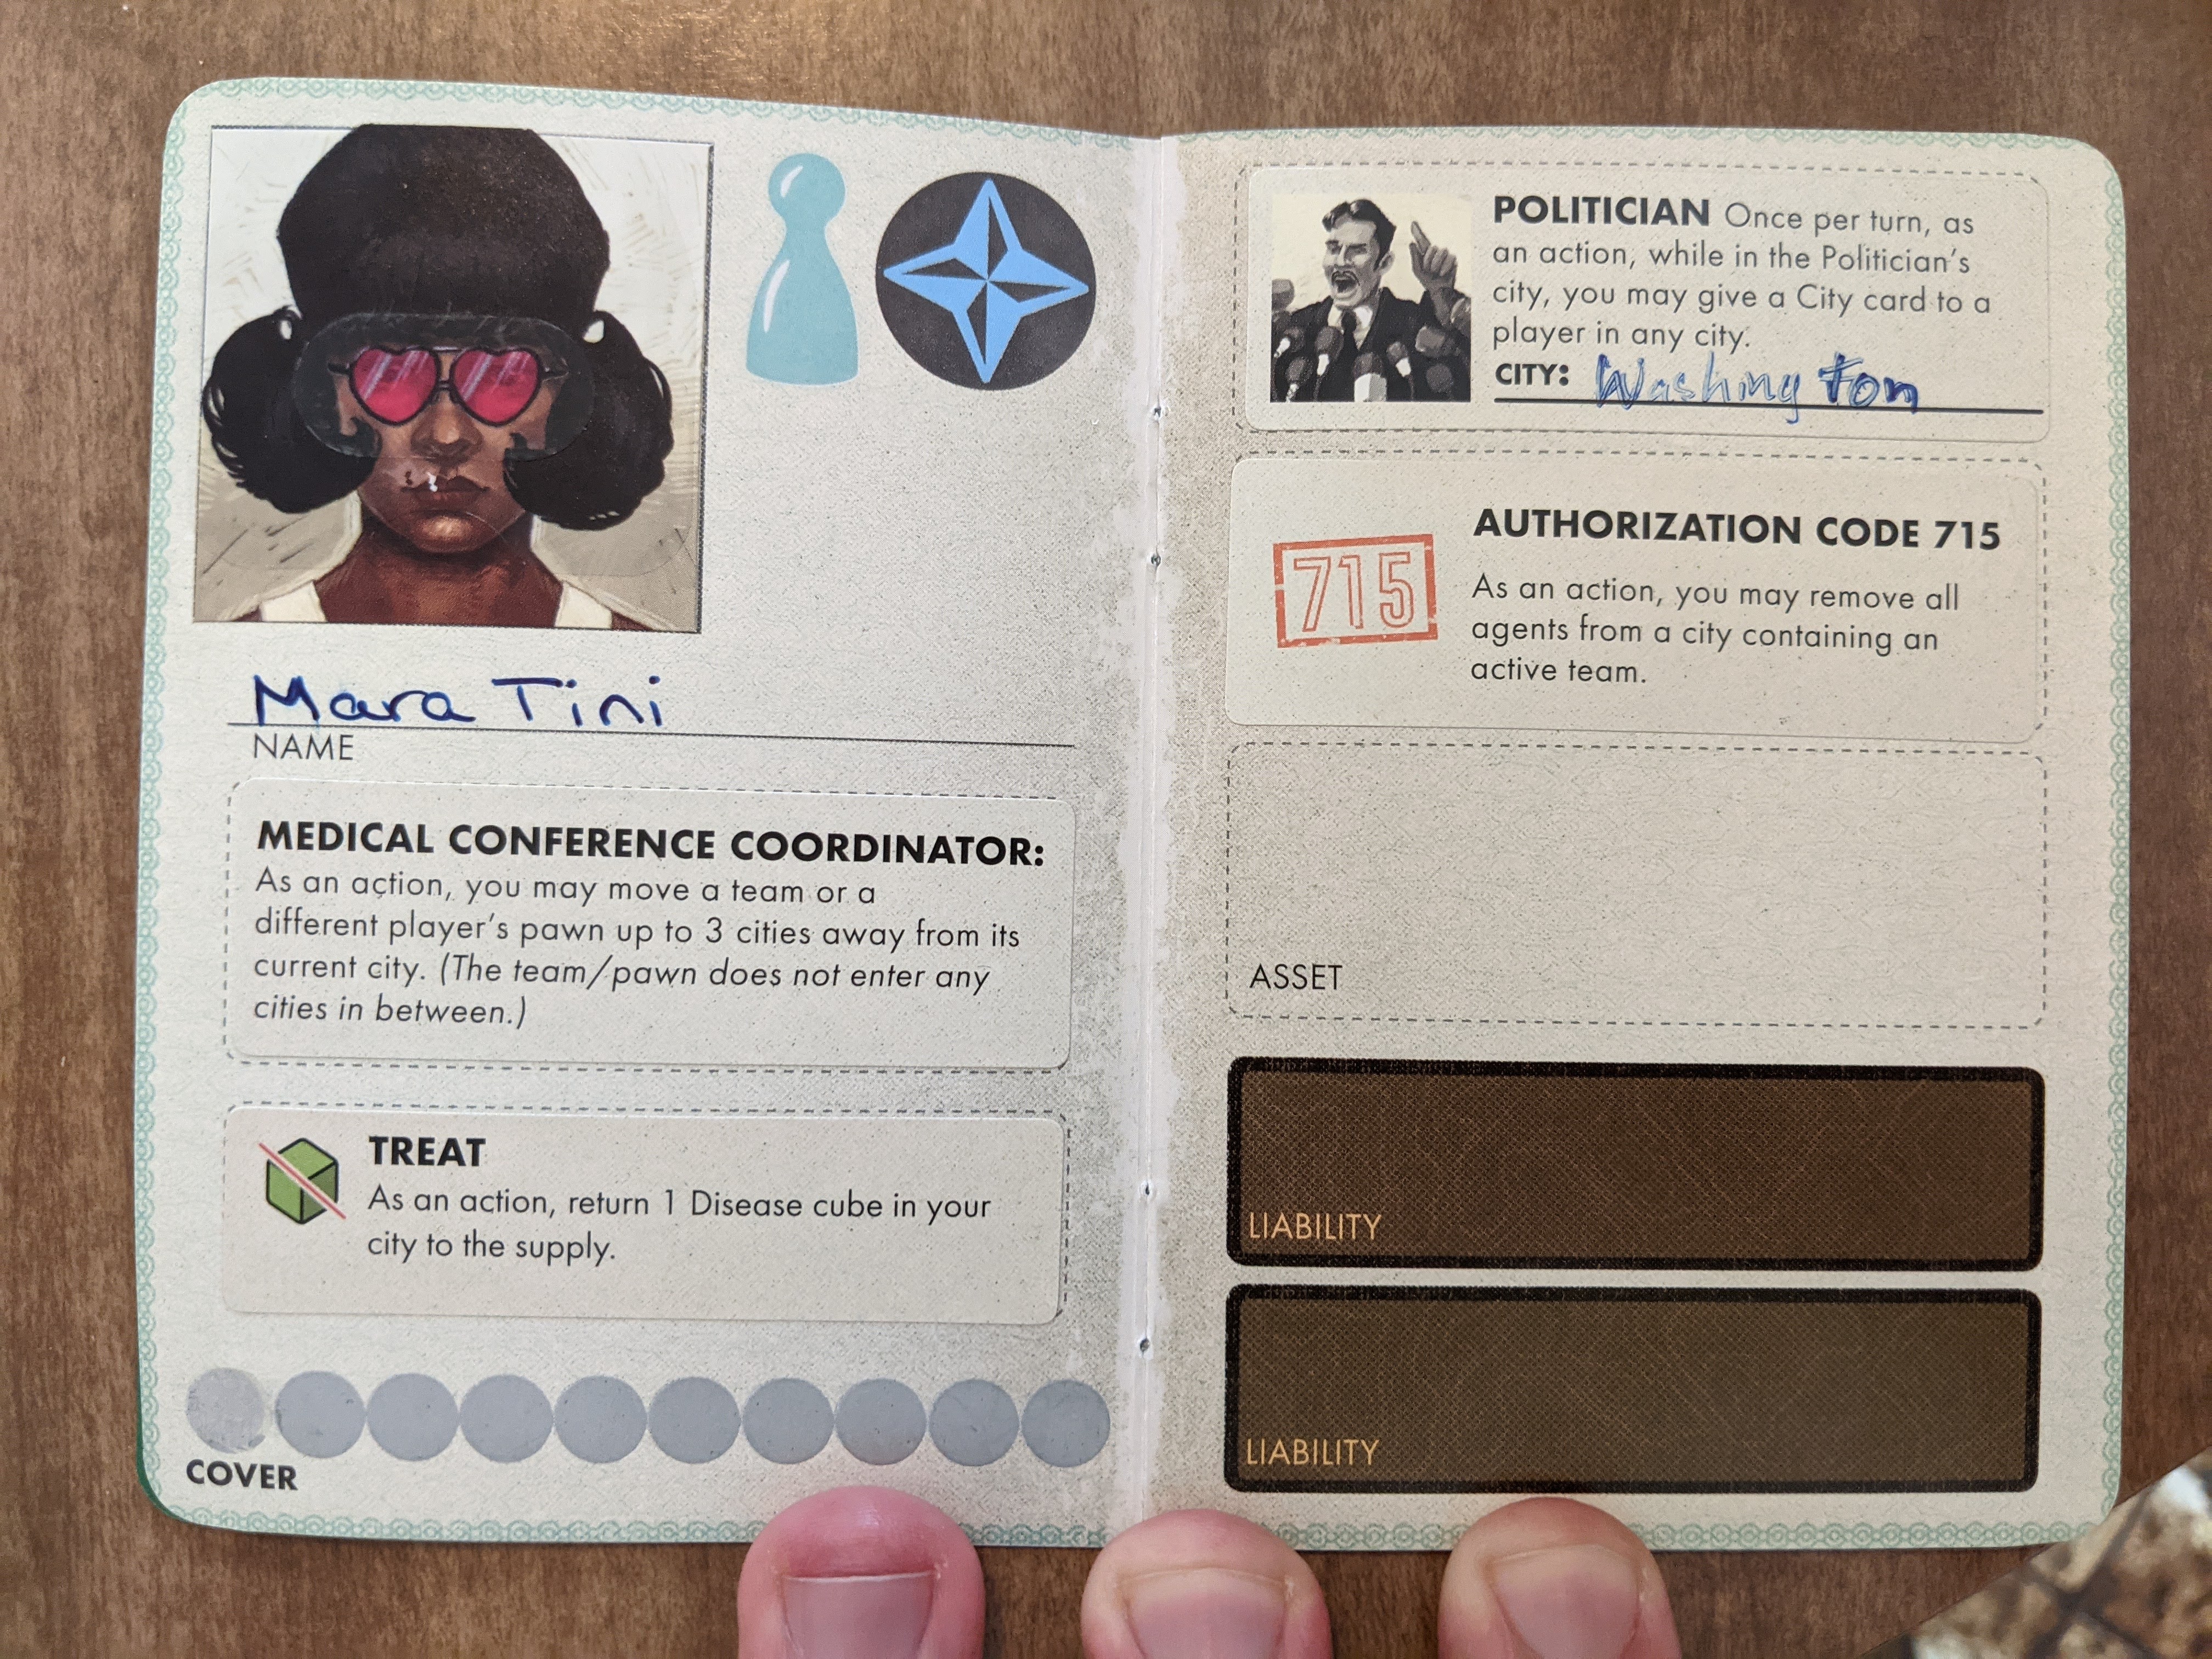 Mara Tini
NAME
MEDICAL CONFERENCE COORDINATOR:
As an action, you may move a team or a
different player's pawn up to 3 cities away from its
current city. (The team/pawn does not enter any
cities in between.)
TREAT
As an action, return 1 Disease cube in your
city to the supply.
COVER
POLITICIAN Once per turn, as
an action, while in the Politician's
city, you may give a City card to a
player in any city.
CITY: Washington
715
AUTHORIZATION CODE 715
As an action, you may remove all
agents from a city containing an
active team.
ASSET
LIABILITY
LIABILITY